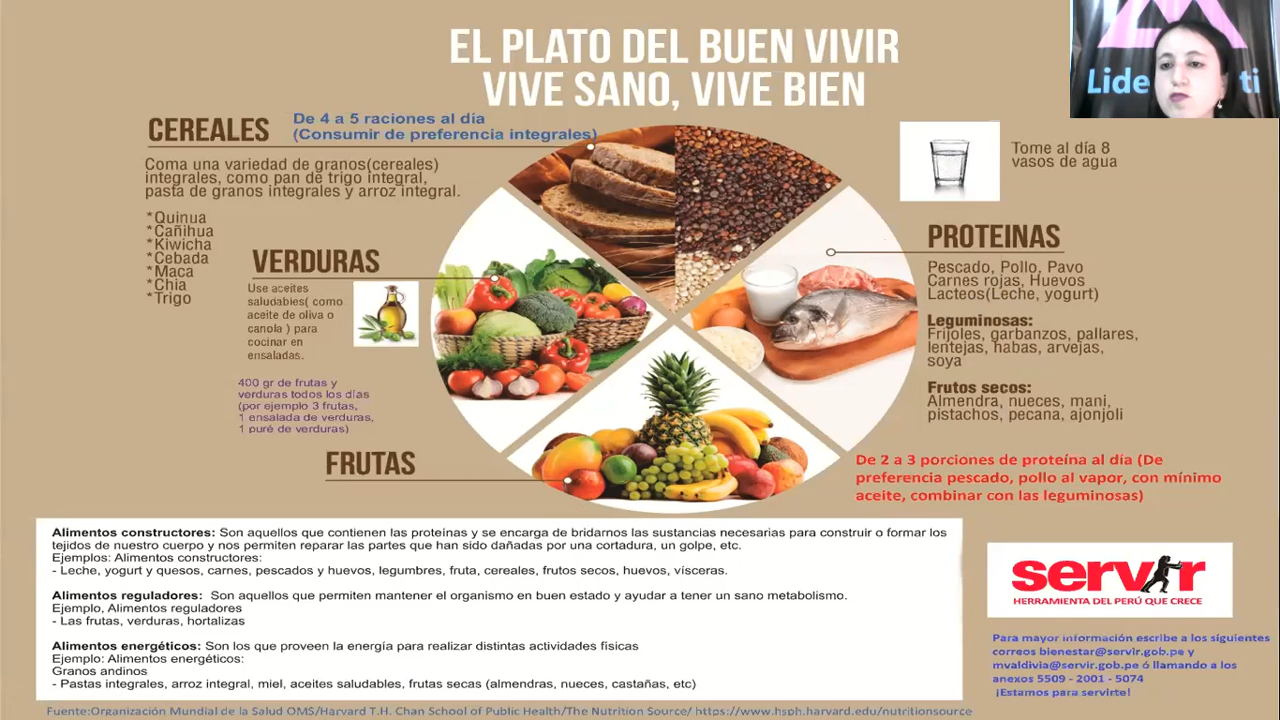 EL PLATO DEL BUEN VIVIR
VIVE SANO, VIVE BIEN
CEREALES
De 4 a 5 raciones al día
(Consumir de preferencia integrales)
Coma una variedad de granos(cereales)
integrales, como pan de trigo integral,
pasta de granos integrales y arroz integral.
*Quinua
*Cañihua
*Kiwicha
*Cebada
*Maca
*Chia
*Trigo
VERDURAS
Use aceites
saludables( como
aceite de oliva o
canola ) para
cocinar en
ensaladas.
400 gr de frutas y
verduras todos los días
(por ejemplo 3 frutas,
1 ensalada de verduras,
1 puré de verduras)
FRUTAS
Lide
ti
Tome al día 8
vasos de agua
PROTEINAS
Pescado, Pollo, Pavo
Carnes rojas, Huevos
Lacteos(Leche, yogurt)
Leguminosas:
Frijoles, garbanzos, pallares,
lentejas, habas, arvejas,
soya
Frutos secos:
Almendra, nueces, mani,
pistachos, pecana, ajonjoli
De 2 a 3 porciones de proteína al día (De
preferencia pescado, pollo al vapor, con mínimo
aceite, combinar con las leguminosas)
Alimentos constructores: Son aquellos que contienen las proteínas y se encarga de bridarnos las sustancias necesarias para construir o formar los
tejidos de nuestro cuerpo y nos permiten reparar las partes que han sido dañadas por una cortadura, un golpe, etc.
Ejemplos: Alimentos constructores:
- Leche, yogurt y quesos, carnes, pescados y huevos, legumbres, fruta, cereales, frutos secos, huevos, vísceras.
Alimentos reguladores: Son aquellos que permiten mantener el organismo en buen estado y ayudar a tener un sano metabolismo.
Ejemplo, Alimentos reguladores
- Las frutas, verduras, hortalizas
Alimentos energéticos: Son los que proveen la energía para realizar distintas actividades físicas
Ejemplo: Alimentos energéticos:
Granos andinos
- Pastas integrales, arroz integral, miel, aceites saludables, frutas secas (almendras, nueces, castañas, etc)
servir
HERRAMIENTA DEL PERÚ QUE CRECE
Para mayor información escribe a los siguientes
correos bienestar@servir.gob.pe y
mvaldivia@servir.gob.pe ó llamando a los
anexos 5509 - 2001 - 5074
¡Estamos para servirte!
Fuente:Organización Mundial de la Salud OMS/Harvard T.H. Chan School of Public Health/The Nutrition Source/ https://www.hsph.harvard.edu/nutritionsource